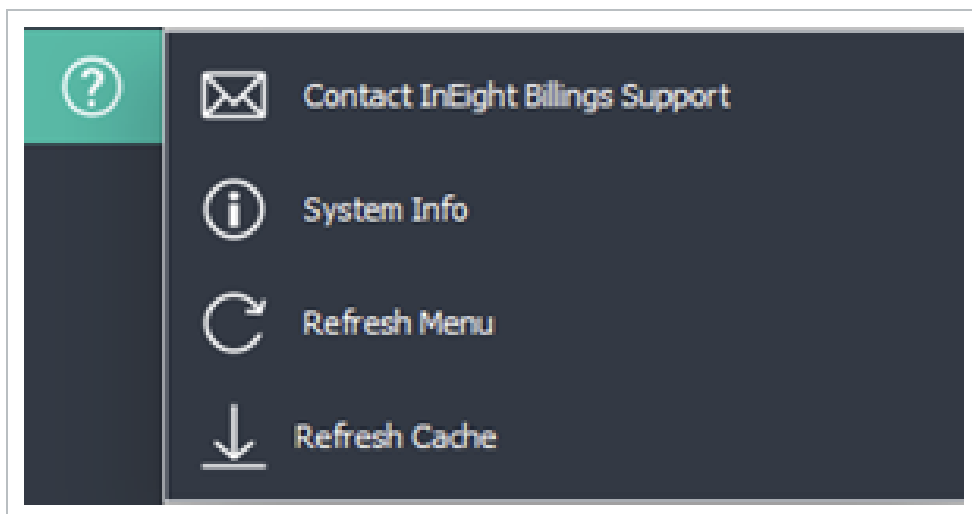 Contact InEight Billings Support
System Info
Refresh Menu
Refresh Cache